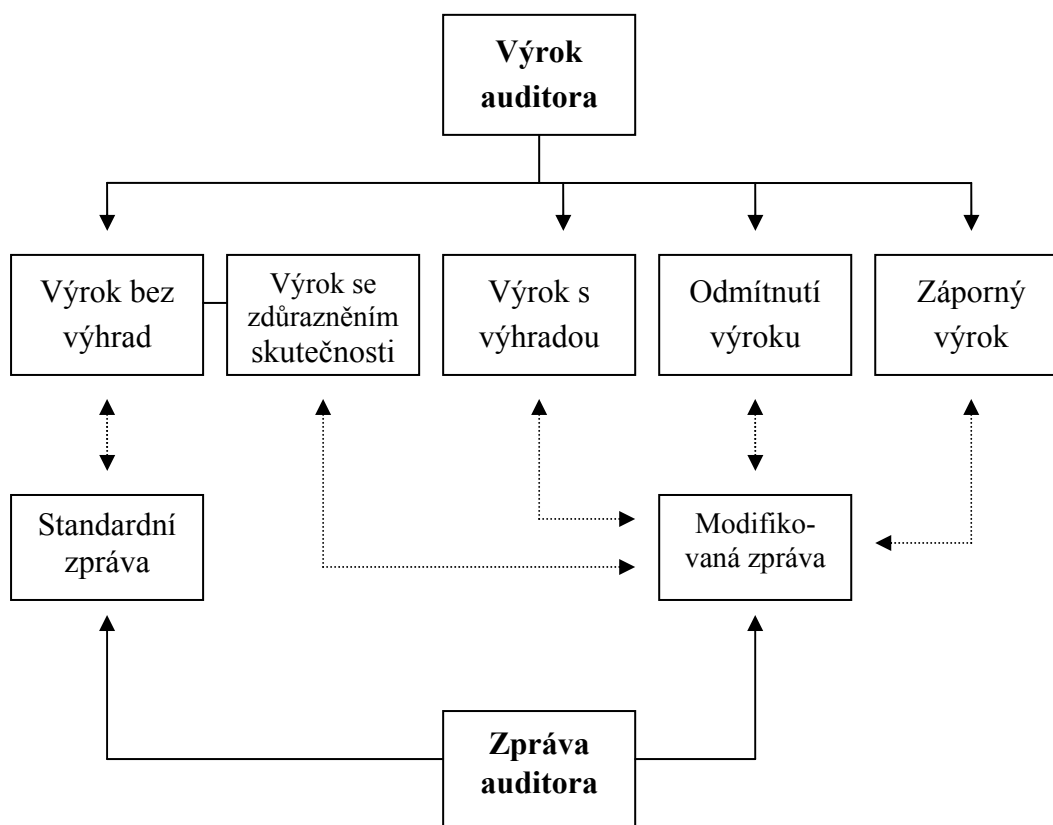 Výrok
auditora
Výrok bez
výhrad
Výrok se
zdůrazněním
skutečnosti
Výrok s
výhradou
Odmítnutí
výroku
Záporný
výrok
Standardní
zpráva
Modifiko-
vaná zpráva
Zpráva
auditora